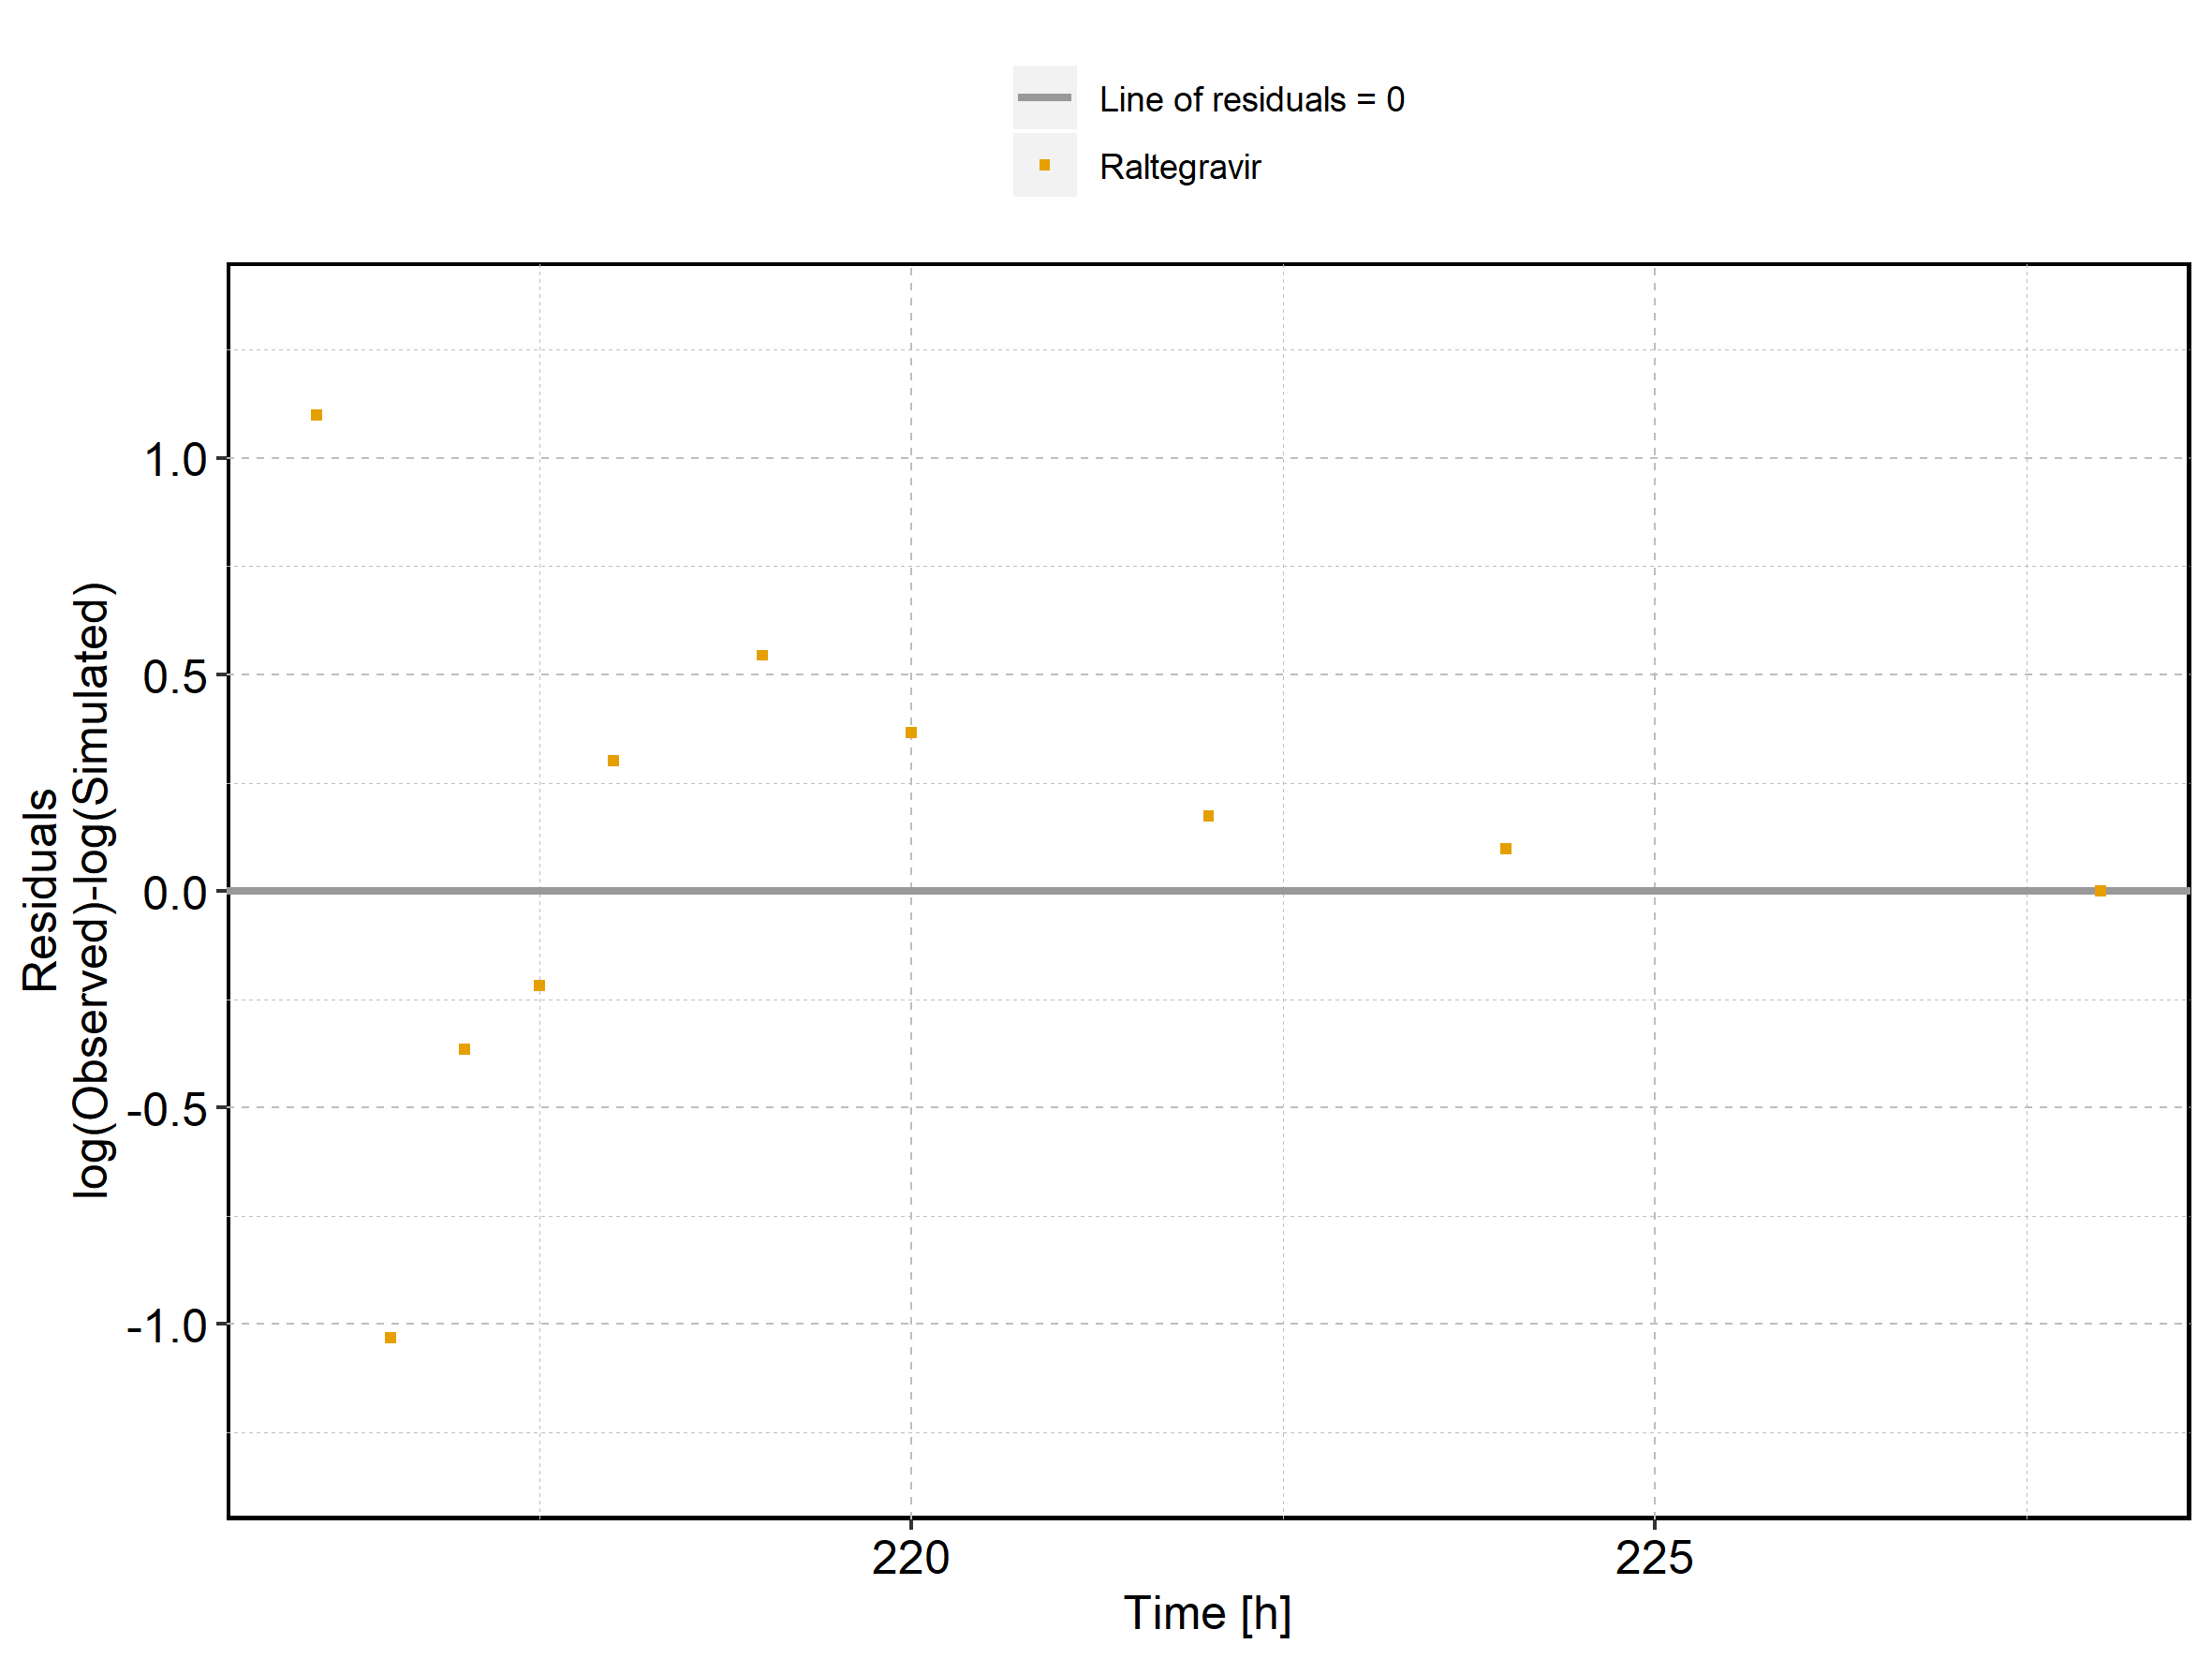 Line of residuals = 0
Raltegravir
Residuals
log(Observed)-log(Simulated)
1.0
0.5
0.0
-0.5
-1.0
220
225
Time [h]